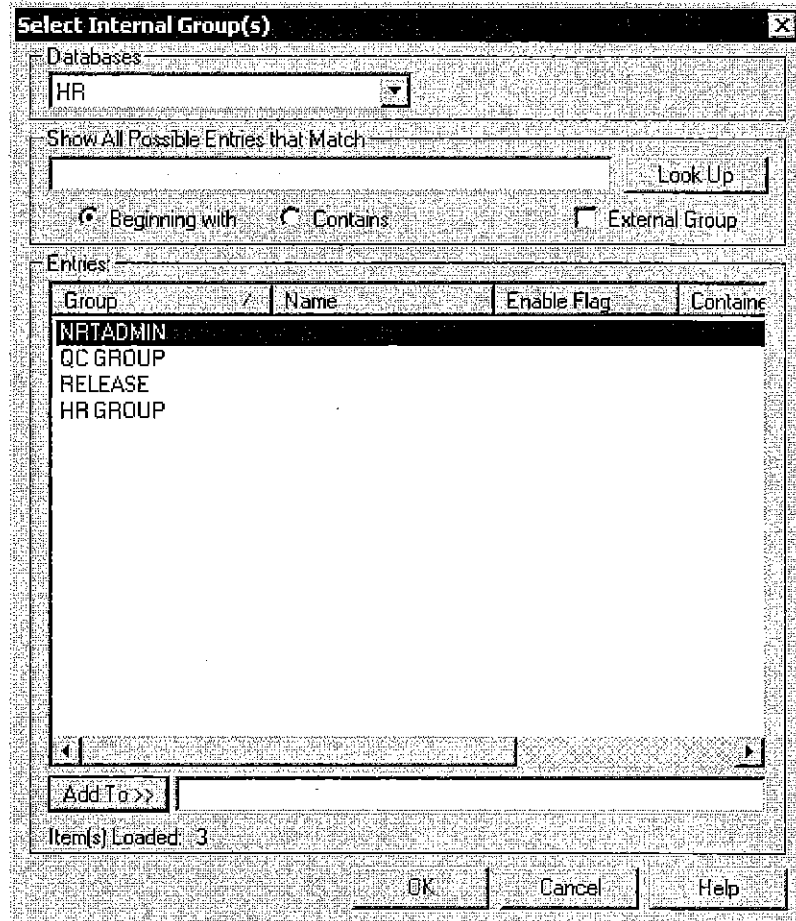 Select Internal Group(s)
Databases
HR
Show All Possible Entries that Match
Look Up
Beginning with Contains External Group
Entries:
Group Name Enable Flag Containe
NRTADMIN
QC GROUP
RELEASE
HR GROUP
Add To >>
Item(s) Loaded: 3
OK Cancel Help